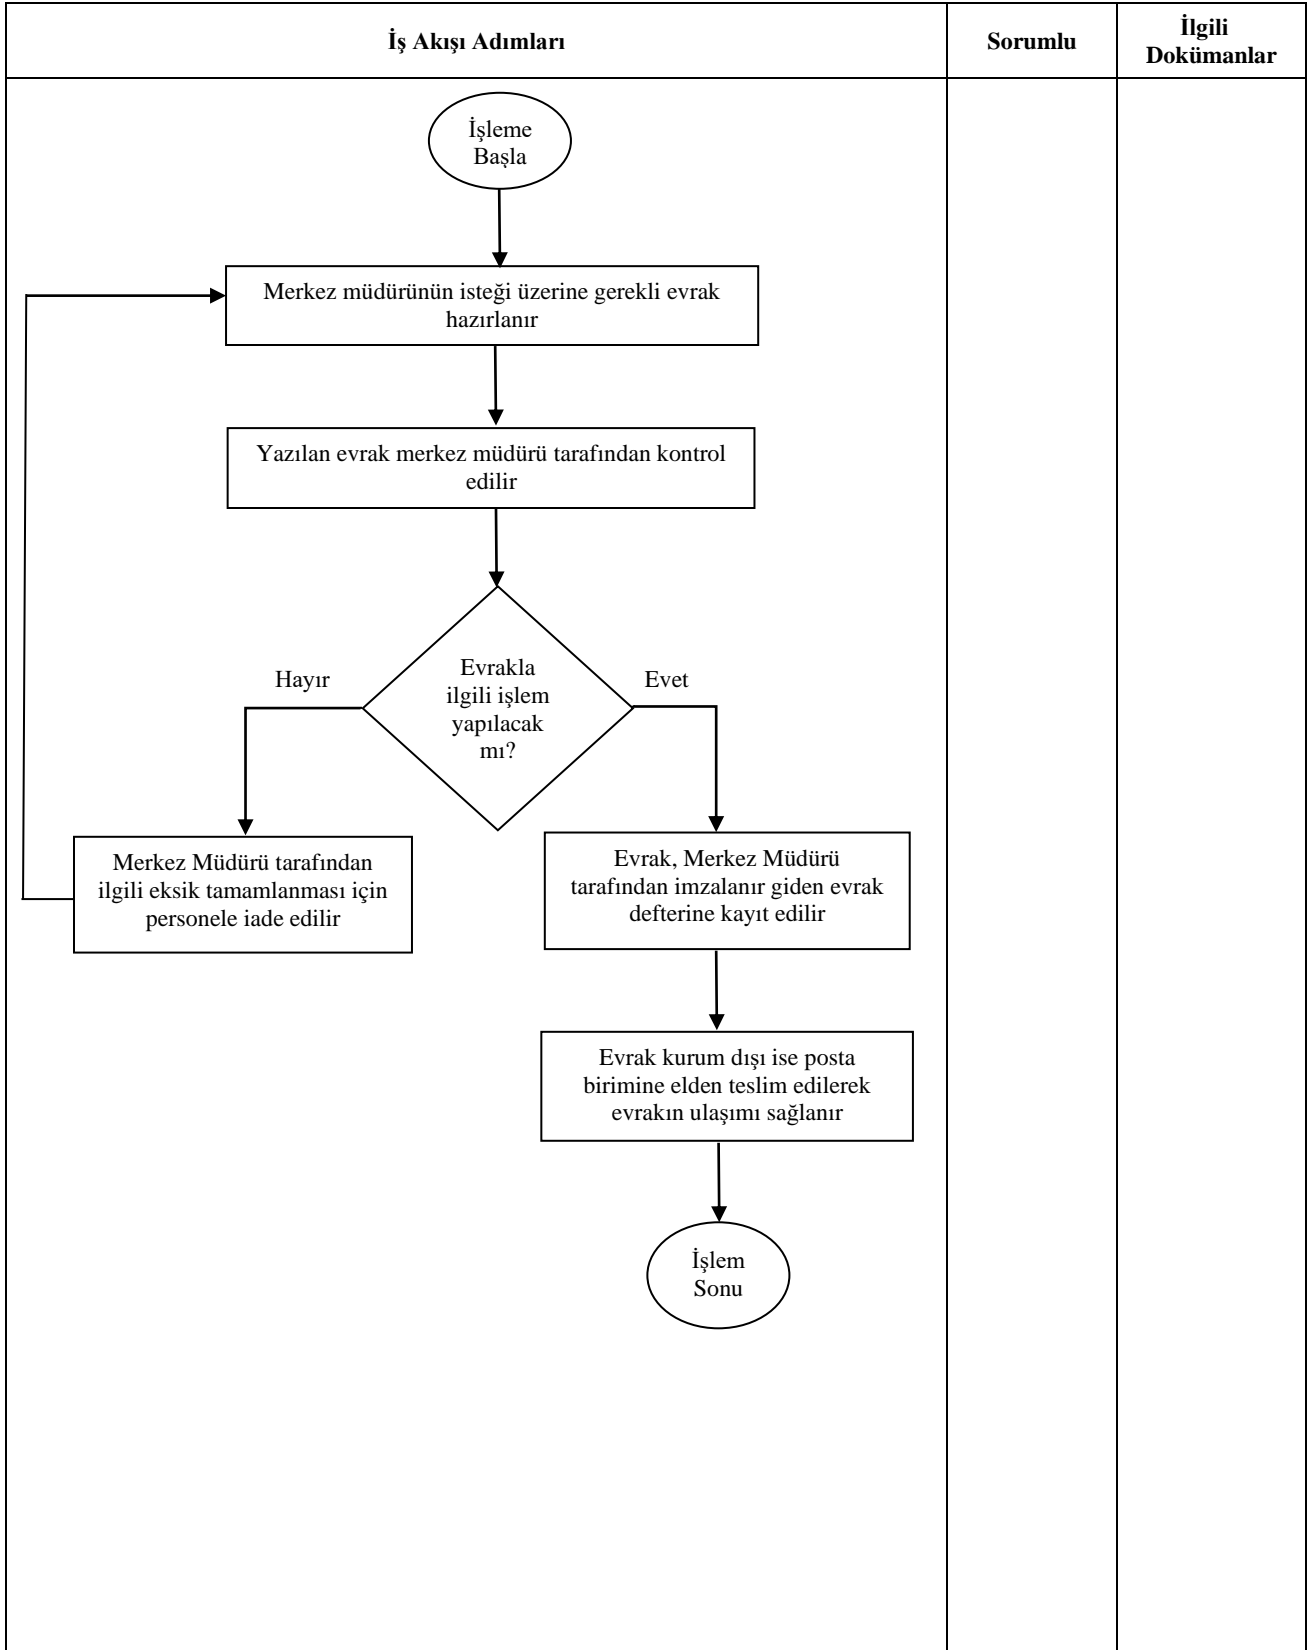 İş Akışı Adımları
Sorumlu
İlgili
Dokümanlar
İşleme
Başla
Merkez müdürünün isteği üzerine gerekli evrak
hazırlanır
Yazılan evrak merkez müdürü tarafından kontrol
edilir
Hayır
Evrakla
ilgili işlem
yapılacak
mı?
Evet
Merkez Müdürü tarafından
ilgili eksik tamamlanması için
personele iade edilir
Evrak, Merkez Müdürü
tarafından imzalanır giden evrak
defterine kayıt edilir
Evrak kurum dışı ise posta
birimine elden teslim edilerek
evrakın ulaşımı sağlanır
İşlem
Sonu